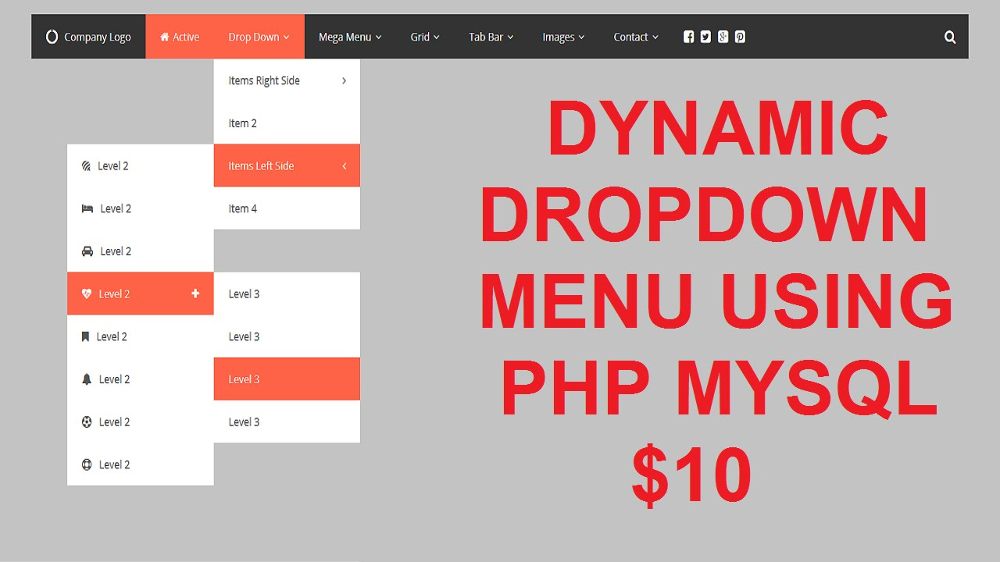 Company Logo Active Drop Down Mega Menu Grid Tab Bar Images Contact
Items Right Side
Item 2
Items Left Side
Item 4
Level 2
Level 2
Level 2
Level 2
Level 2
Level 2
Level 2
Level 2
Level 3
Level 3
Level 3
Level 3
DYNAMIC
DROPDOWN
MENU USING
PHP MYSQL
$10